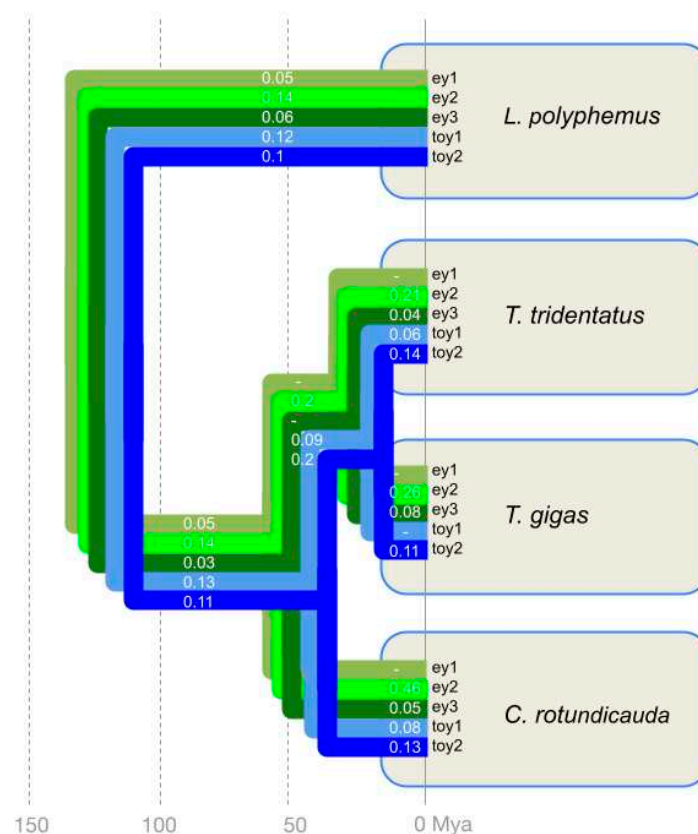 0.05 ey1
0.14 ey2
0.06 ey3
0.12 toy1
0.1 toy2
L. polyphemus
- ey1
0.21 ey2
0.04 ey3
0.06 toy1
0.14 toy2
T. tridentatus
-
0.2
-
0.09
0.2
- ey1
0.26 ey2
0.08 ey3
- toy1
0.11 toy2
T. gigas
0.05
0.14
0.03
0.13
0.11
- ey1
0.46 ey2
0.05 ey3
0.08 toy1
0.13 toy2
C. rotundicauda
150 100 50 0 Mya